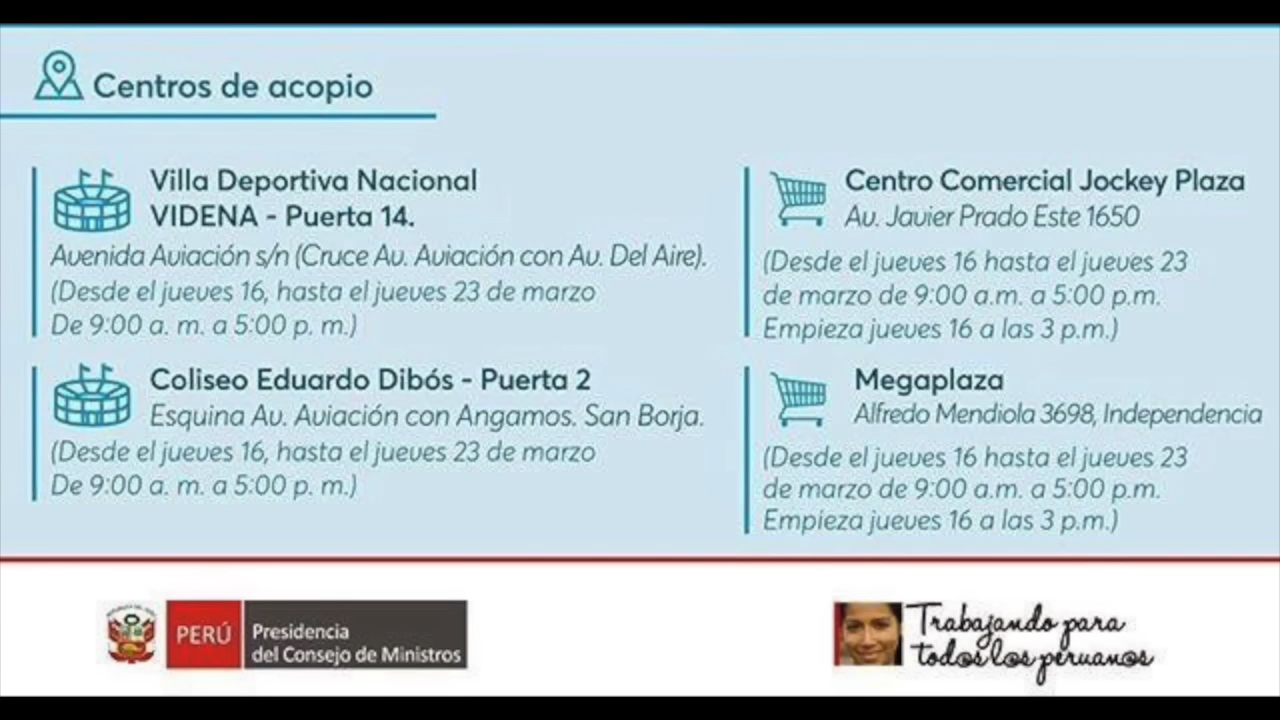 Centros de acopio
Villa Deportiva Nacional
VIDENA - Puerta 14.
Avenida Aviación s/n (Cruce Av. Aviación con Av. Del Aire).
(Desde el jueves 16, hasta el jueves 23 de marzo
De 9:00 a. m. a 5:00 p. m.)
Coliseo Eduardo Dibós - Puerta 2
Esquina Av. Aviación con Angamos. San Borja.
(Desde el jueves 16, hasta el jueves 23 de marzo
De 9:00 a. m. a 5:00 p. m.)
Centro Comercial Jockey Plaza
Av. Javier Prado Este 1650
(Desde el jueves 16 hasta el jueves 23
de marzo de 9:00 a.m. a 5:00 p.m.
Empieza jueves 16 a las 3 p.m.)
Megaplaza
Alfredo Mendiola 3698, Independencia
(Desde el jueves 16 hasta el jueves 23
de marzo de 9:00 a.m. a 5:00 p.m.
Empieza jueves 16 a las 3 p.m.)
PERÚ
Presidencia
del Consejo de Ministros
Trabajando para
todos los peruanos